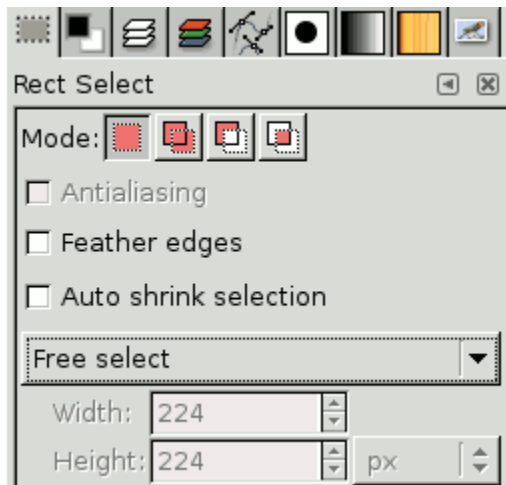 Rect Select
Mode:
Antialiasing
Feather edges
Auto shrink selection
Free select
Width: 224
Height: 224 px